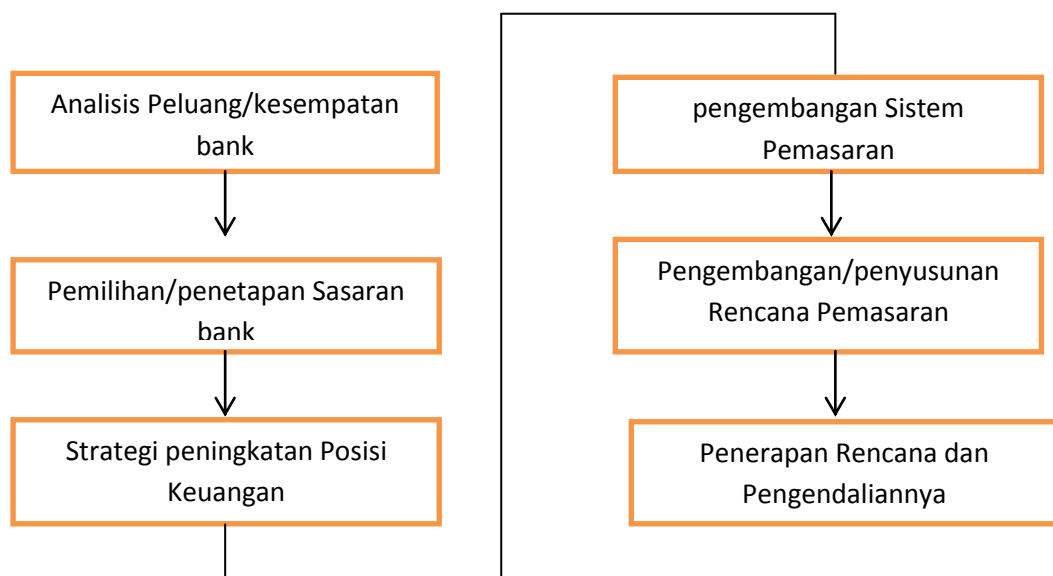 Analisis Peluang/kesempatan
bank
Pemilihan/penetapan Sasaran
bank
Strategi peningkatan Posisi
Keuangan
pengembangan Sistem
Pemasaran
Pengembangan/penyusunan
Rencana Pemasaran
Penerapan Rencana dan
Pengendaliannya